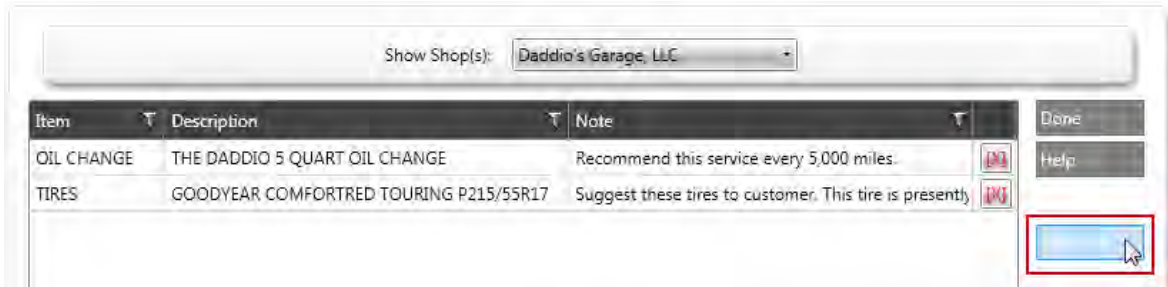 Show Shop(s): Daddio's Garage, LLC
Item Description Note Done
OIL CHANGE THE DADDIO 5 QUART OIL CHANGE Recommend this service every 5,000 miles. [X] Help
TIRES GOODYEAR COMFORTRED TOURING P215/55R17 Suggest these tires to customer. This tire is presently [X]